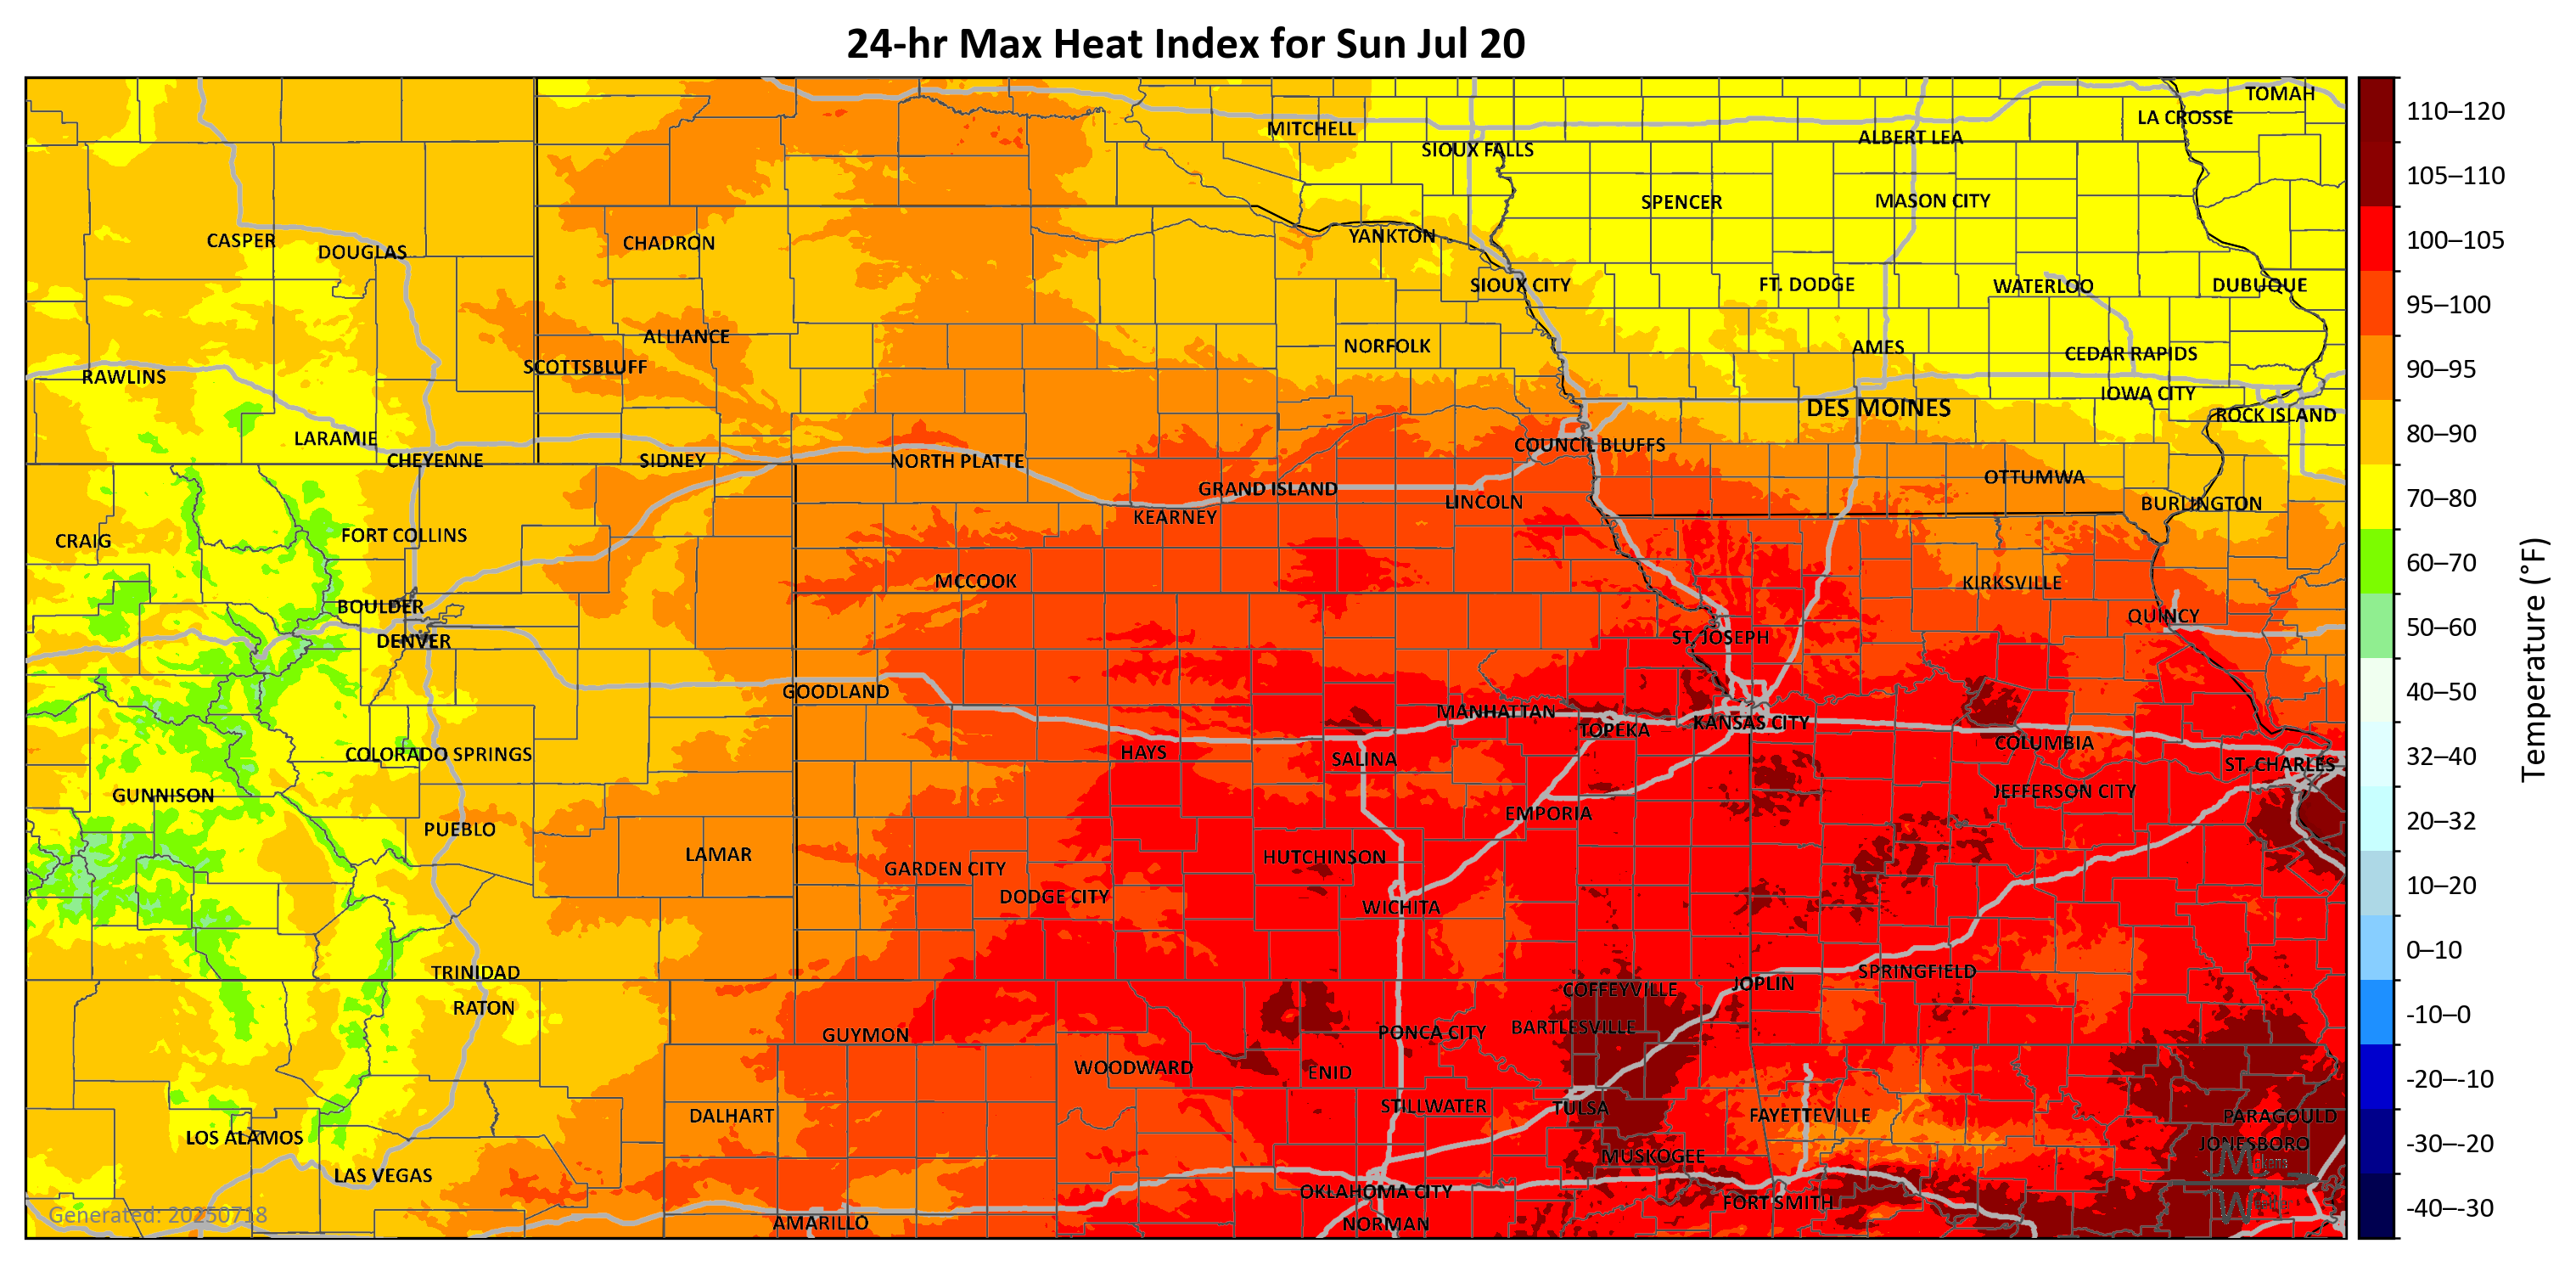 24-hr Max Heat Index for Sun Jul 20
TOMAH
LA CROSSE
MITCHELL
ALBERT LEA
SIOUX FALLS
SPENCER
MASON CITY
YANKTON
CASPER
CHADRON
DOUGLAS
SIOUX CITY
FT. DODGE
WATERLOO
DUBUQUE
ALLIANCE
NORFOLK
AMES
CEDAR RAPIDS
SCOTTSBLUFF
RAWLINS
IOWA CITY
DES MOINES
ROCK ISLAND
LARAMIE
COUNCIL BLUFFS
CHEYENNE
SIDNEY
NORTH PLATTE
OTTUMWA
GRAND ISLAND
LINCOLN
BURLINGTON
KEARNEY
FORT COLLINS
CRAIG
MCCOOK
KIRKSVILLE
BOULDER
QUINCY
DENVER
ST. JOSEPH
GOODLAND
MANHATTAN
TOPEKA
KANSAS CITY
COLUMBIA
COLORADO SPRINGS
HAYS
SALINA
ST. CHARLES
GUNNISON
JEFFERSON CITY
EMPORIA
PUEBLO
LAMAR
HUTCHINSON
GARDEN CITY
DODGE CITY
WICHITA
TRINIDAD
SPRINGFIELD
JOPLIN
COFFEYVILLE
RATON
GUYMON
PONCA CITY
BARTLESVILLE
WOODWARD
ENID
STILLWATER
TULSA
DALHART
FAYETTEVILLE
PARAGOULD
LOS ALAMOS
JONESBORO
MUSKOGEE
LAS VEGAS
OKLAHOMA CITY
FORT SMITH
AMARILLO
NORMAN
Generated: 20250718
110–120
105–110
100–105
95–100
90–95
80–90
70–80
60–70
50–60
40–50
32–40
20–32
10–20
0–10
-10–0
-20–-10
-30–-20
-40–-30
Temperature (°F)